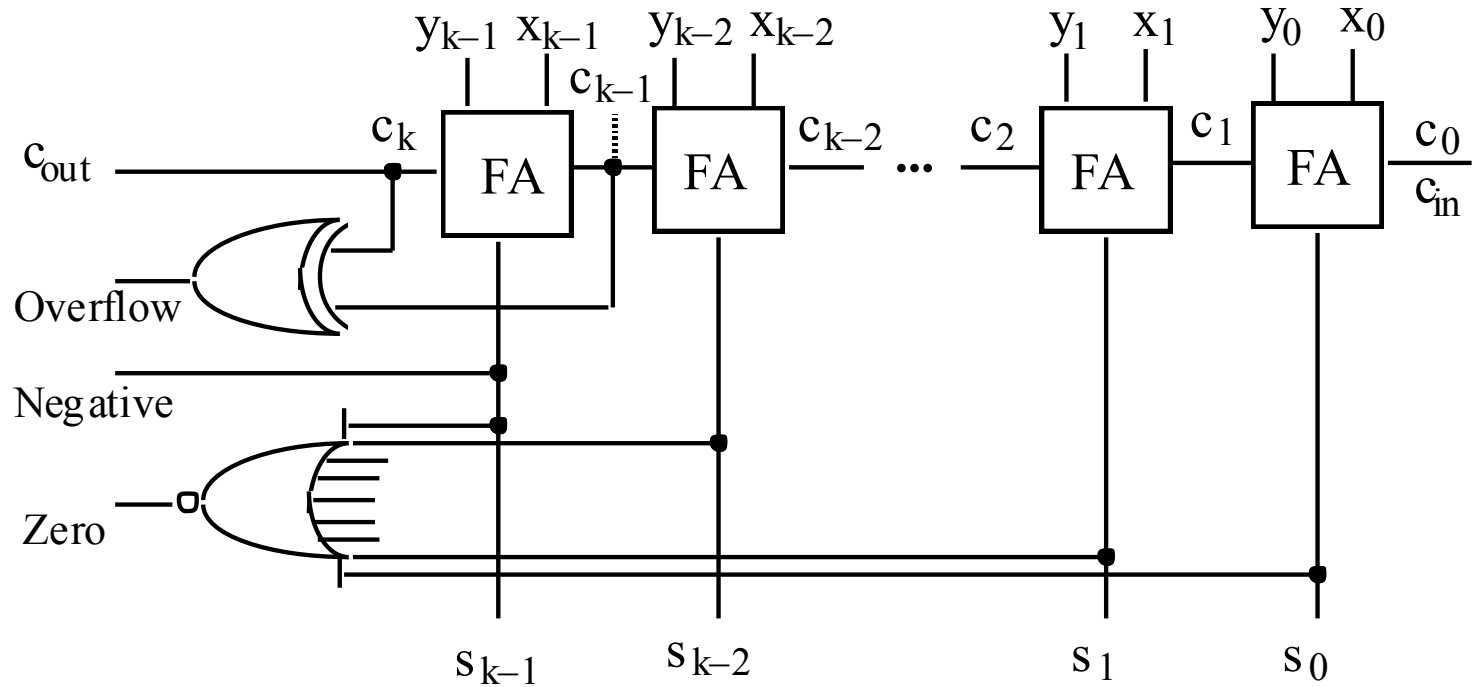 y_{k–1} x_{k–1} y_{k–2} x_{k–2} y_1 x_1 y_0 x_0
c_{k–1}
c_out c_k FA FA c_{k–2} ... c_2 FA c_1 FA c_0
c_in
Overflow
Negative
Zero
s_{k–1} s_{k–2} s_1 s_0